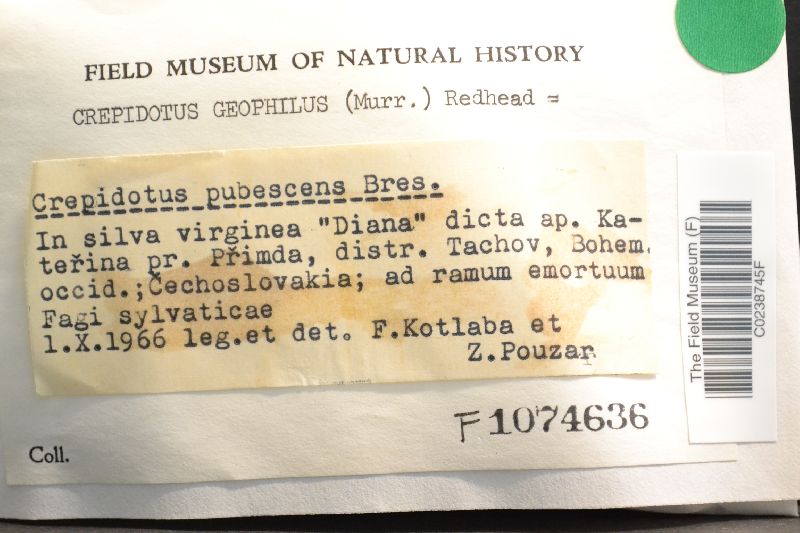 FIELD MUSEUM OF NATURAL HISTORY
CREPIDOTUS GEOPHILUS (Murr.) Redhead =
Crepidotus pubescens Bres.
In silva virginea "Diana" dicta ap. Ka-
teřina pr. Přimda, distr. Tachov, Bohem.
occid.; Čechoslovakia; ad ramum emortuum
Fagi sylvaticae
1.X.1966 leg.et det. F.Kotlaba et
Z.Pouzar
F1074636
Coll.
The Field Museum (F)
C0238745F